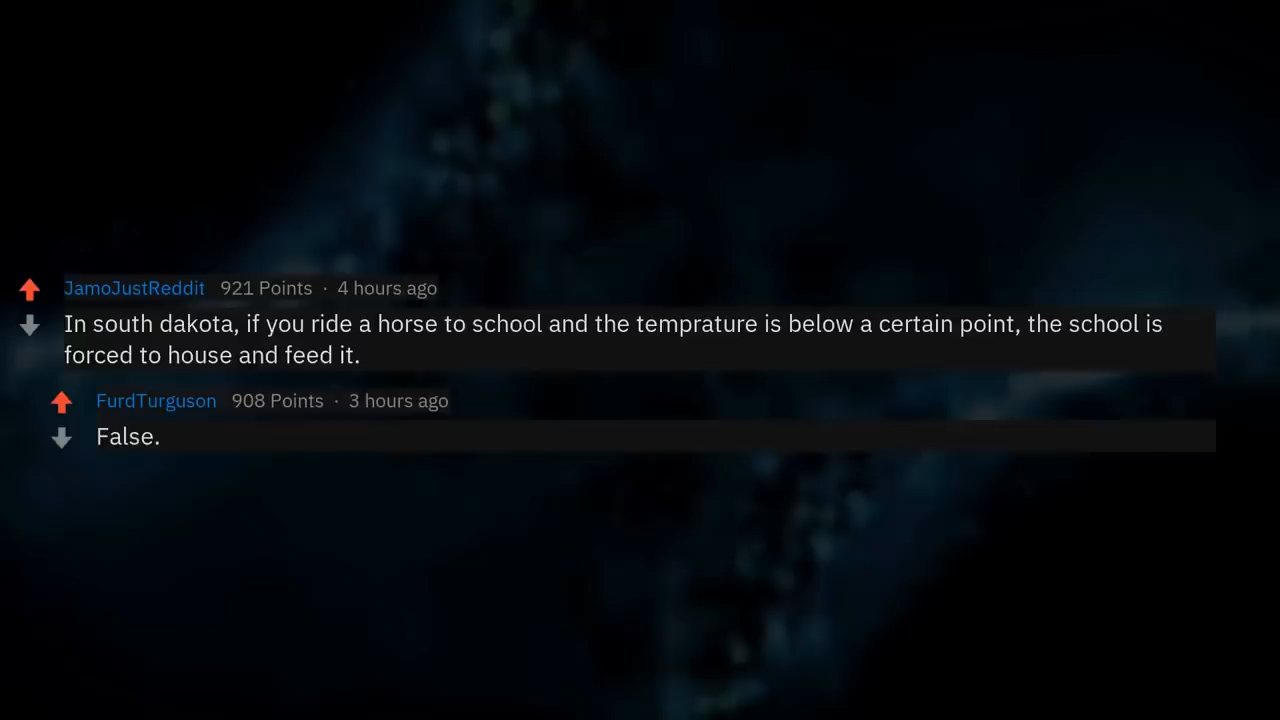 JamoJustReddit 921 Points · 4 hours ago
In south dakota, if you ride a horse to school and the temprature is below a certain point, the school is
forced to house and feed it.
FurdTurguson 908 Points · 3 hours ago
False.